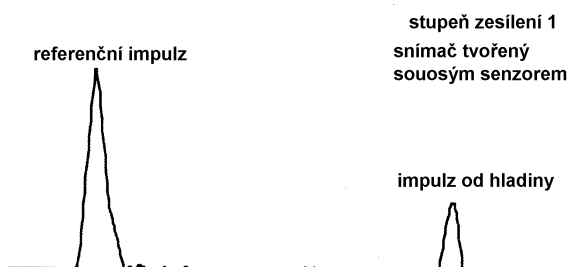 stupeň zesílení 1
referenční impulz
snímač tvořený
souosým senzorem
impulz od hladiny